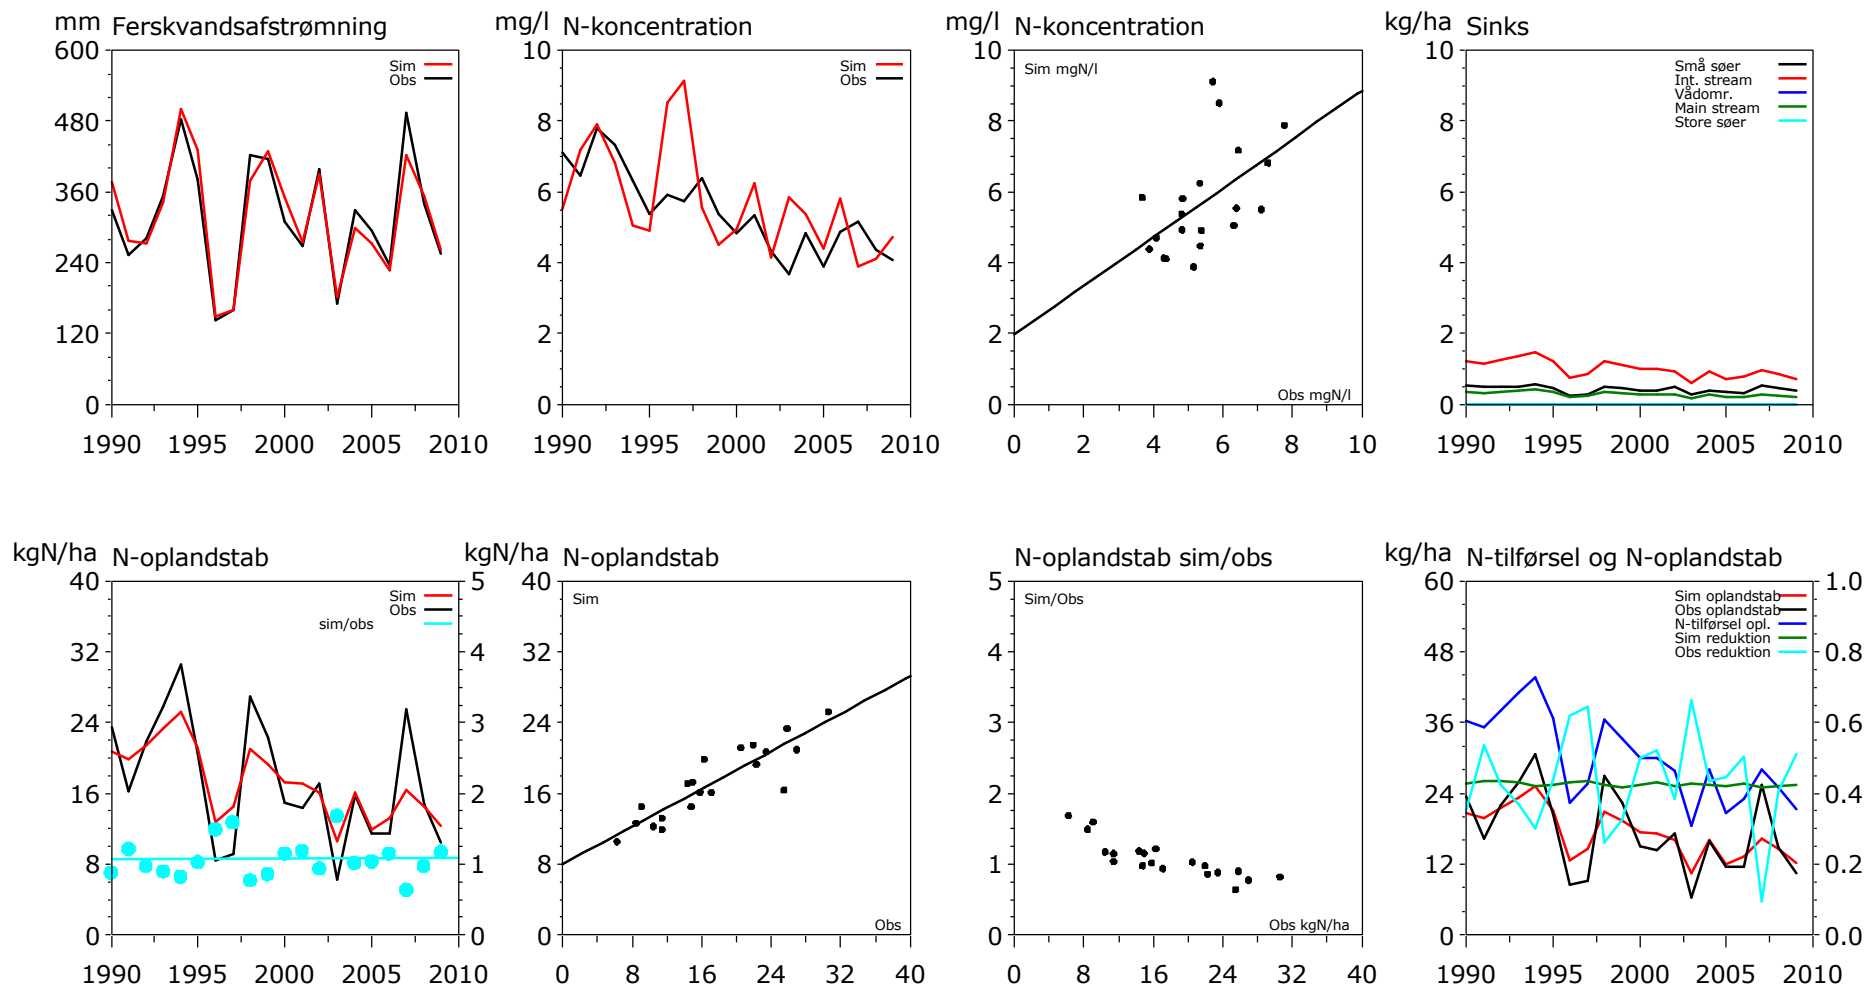 mm Ferskvandsafstrømning
600
480
360
240
120
0
Sim
Obs
1990 1995 2000 2005 2010
mg/l N-koncentration
10
8
6
4
2
0
Sim
Obs
1990 1995 2000 2005 2010
mg/l N-koncentration
10
8
6
4
2
0
Sim mgN/l
Obs mgN/l
0 2 4 6 8 10
kg/ha Sinks
10
8
6
4
2
0
Små søer
Int. stream
Vådomr.
Main stream
Store søer
1990 1995 2000 2005 2010
kgN/ha N-oplandstab
40
32
24
16
8
0
Sim
Obs
sim/obs
5
4
3
2
1
0
1990 1995 2000 2005 2010
kgN/ha N-oplandstab
40
32
24
16
8
0
Sim
Obs
0 8 16 24 32 40
N-oplandstab sim/obs
5
4
3
2
1
0
Sim/Obs
Obs kgN/ha
0 8 16 24 32 40
kg/ha N-tilførsel og N-oplandstab
60
48
36
24
12
0
Sim oplandstab
Obs oplandstab
N-tilførsel opl.
Sim reduktion
Obs reduktion
1.0
0.8
0.6
0.4
0.2
0.0
1990 1995 2000 2005 2010